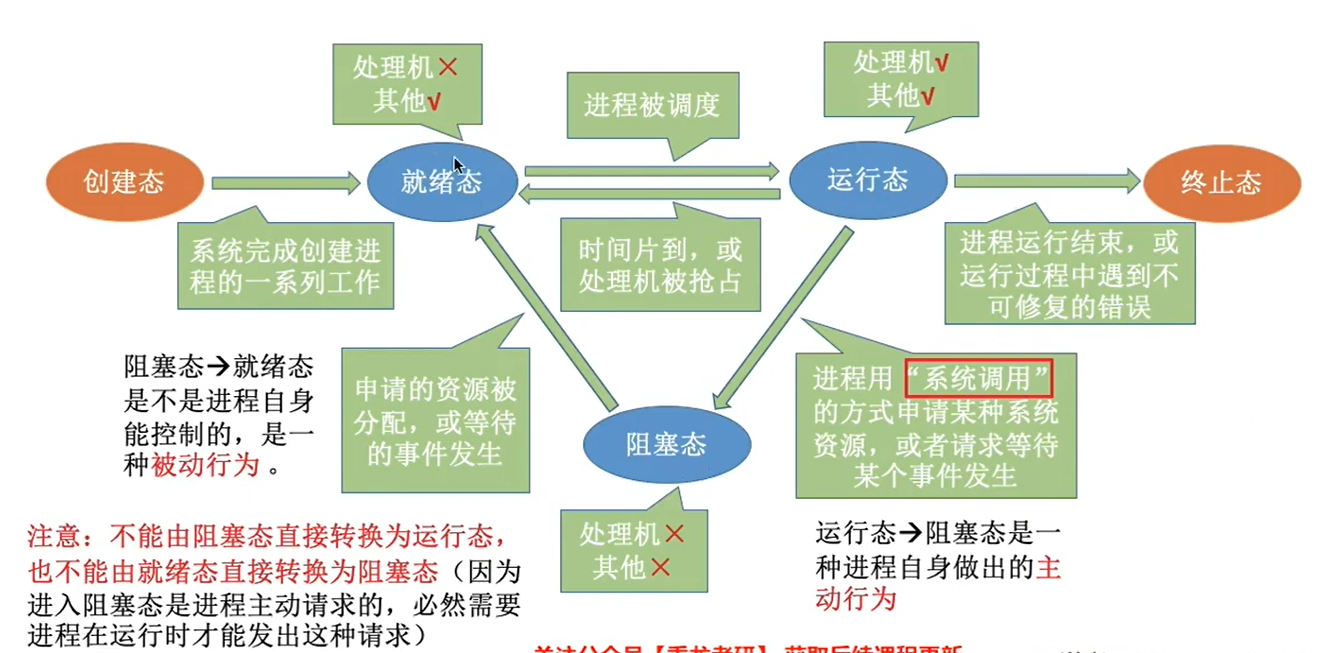 处理机×
其他√
进程被调度
处理机√
其他√
创建态
就绪态
运行态
终止态
系统完成创建进
程的一系列工作
时间片到，或
处理机被抢占
进程运行结束，或
运行过程中遇到不
可修复的错误
阻塞态→就绪态
是不是进程自身
能控制的，是一
种被动行为。
申请的资源被
分配，或等待
的事件发生
阻塞态
进程用“系统调用”
的方式申请某种系统
资源，或者请求等待
某个事件发生
处理机×
其他×
注意：不能由阻塞态直接转换为运行态，
也不能由就绪态直接转换为阻塞态（因为
进入阻塞态是进程主动请求的，必然需要
进程在运行时才能发出这种请求）
运行态→阻塞态是一
种进程自身做出的主
动行为